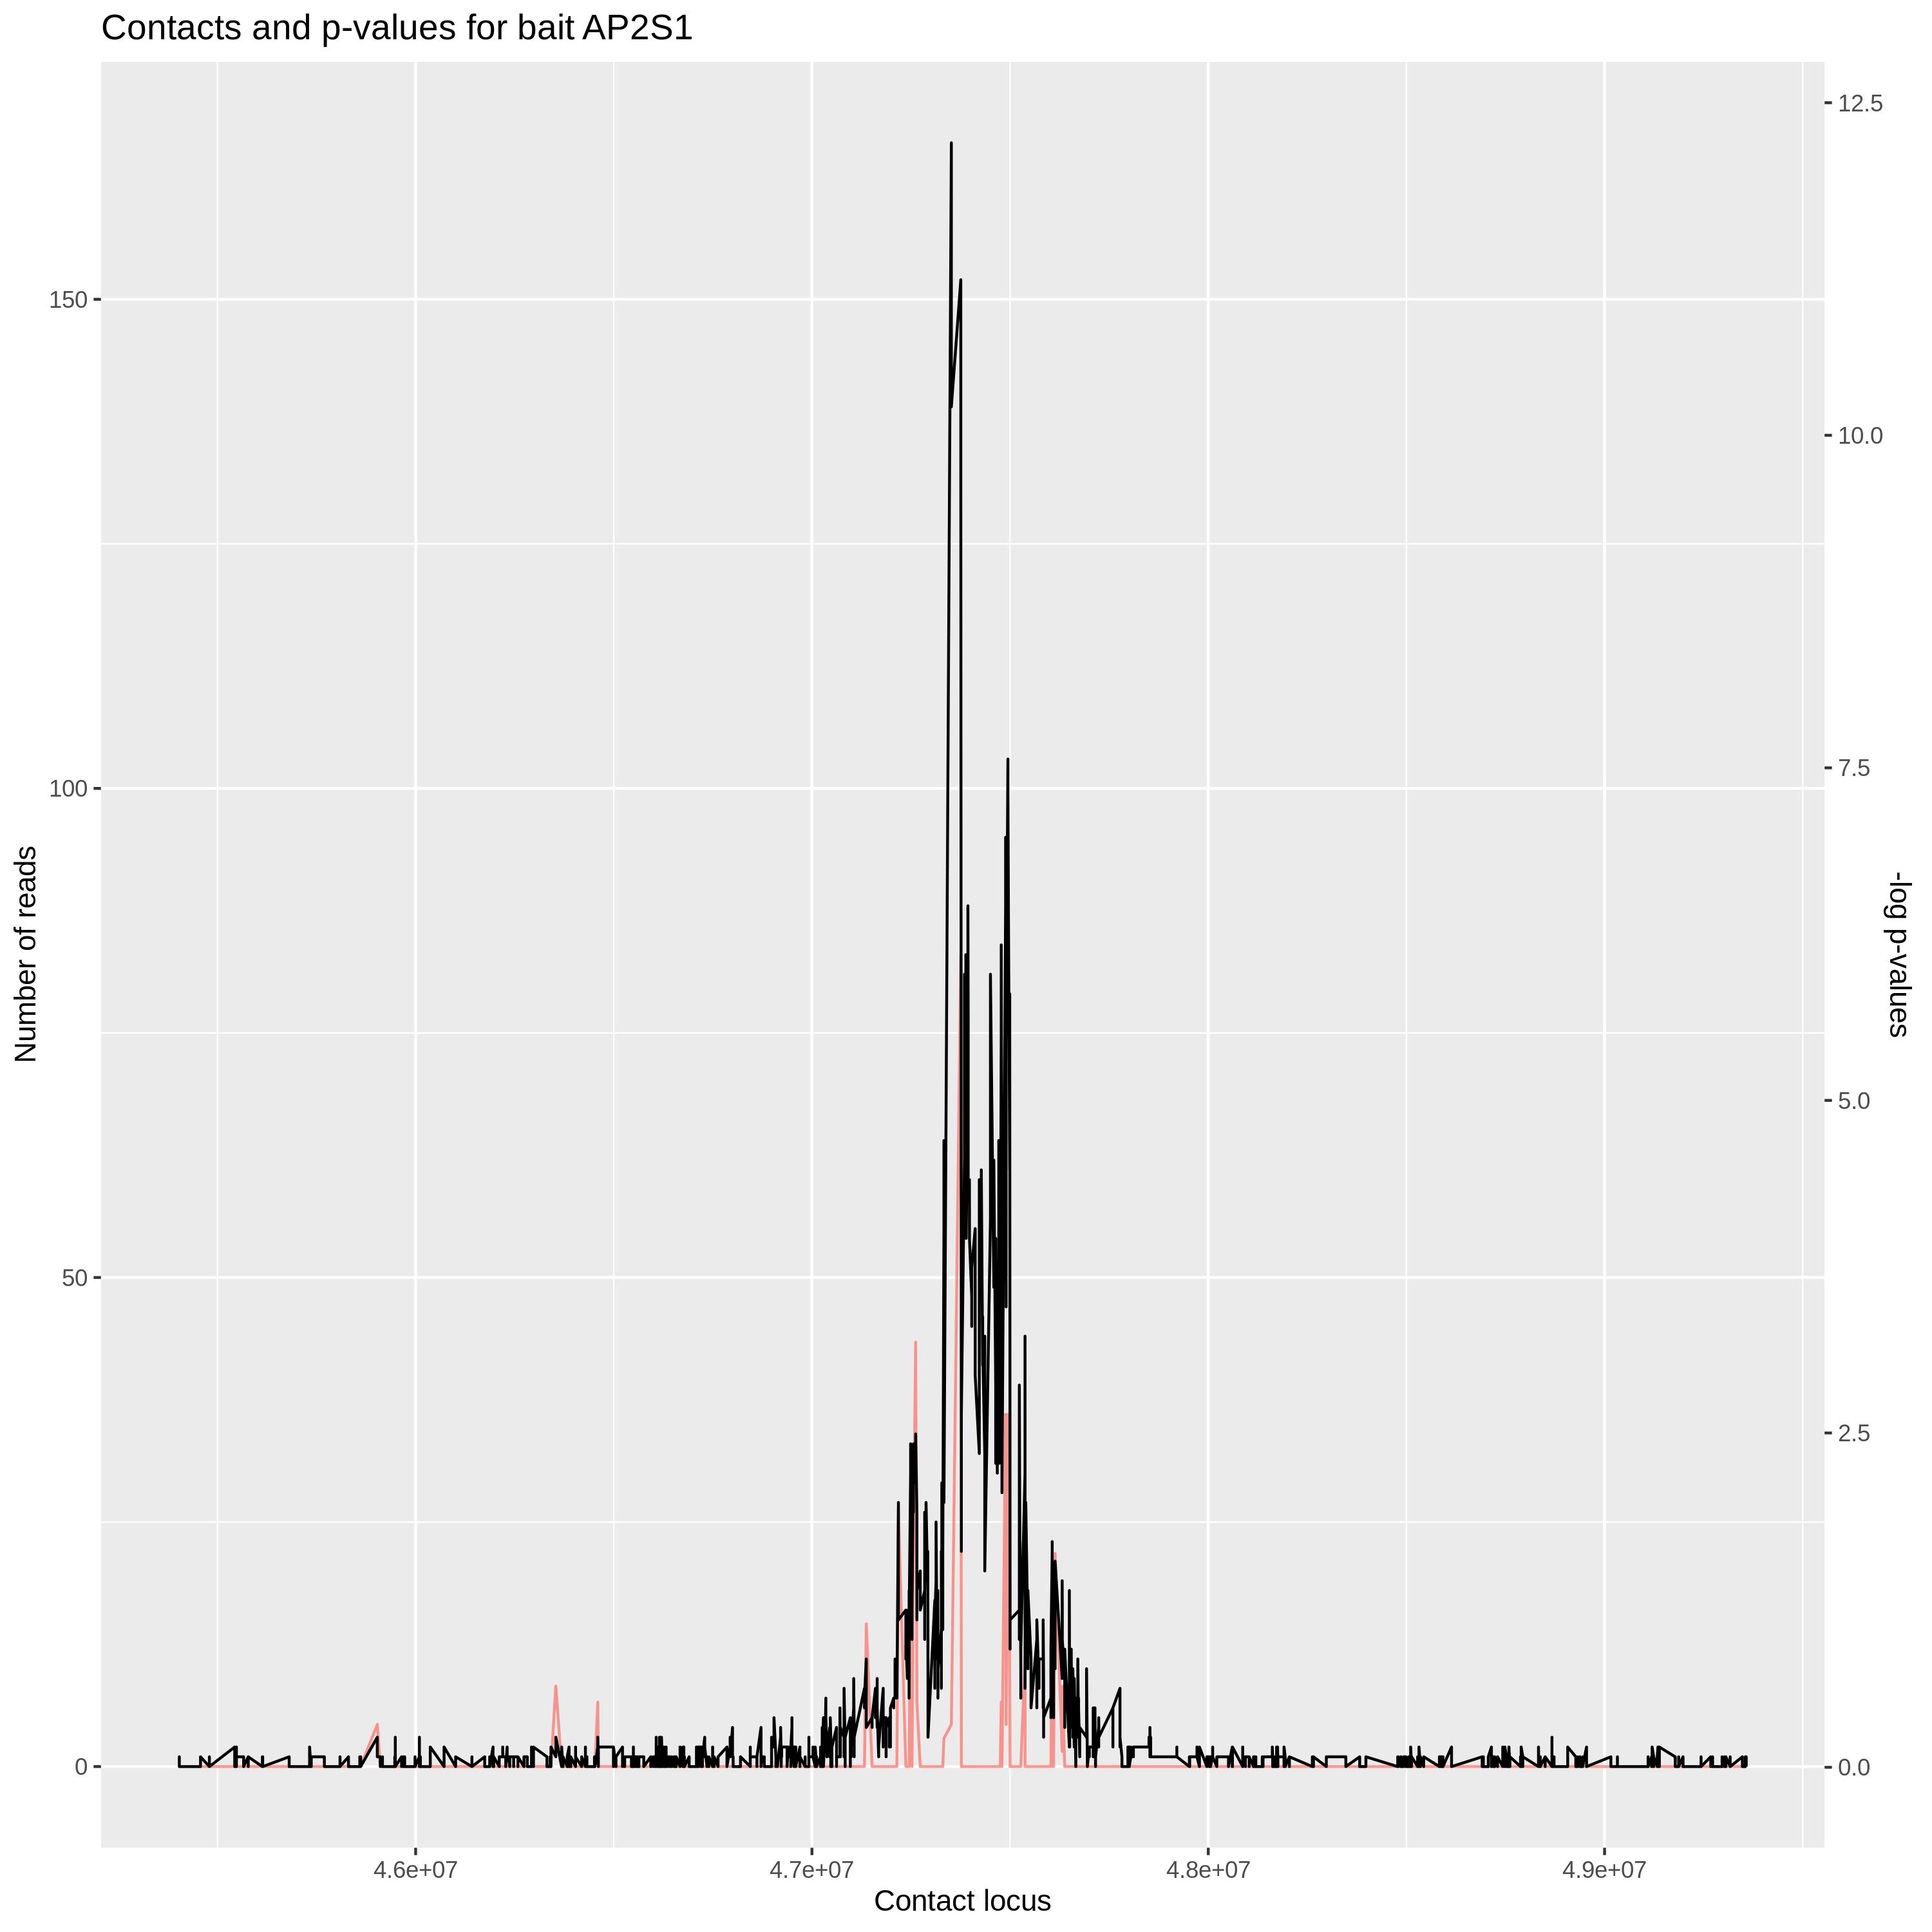 Contacts and p-values for bait AP2S1
Number of reads
150
100
50
0
12.5
10.0
7.5
5.0
2.5
0.0
-log p-values
4.6e+07
4.7e+07
4.8e+07
4.9e+07
Contact locus